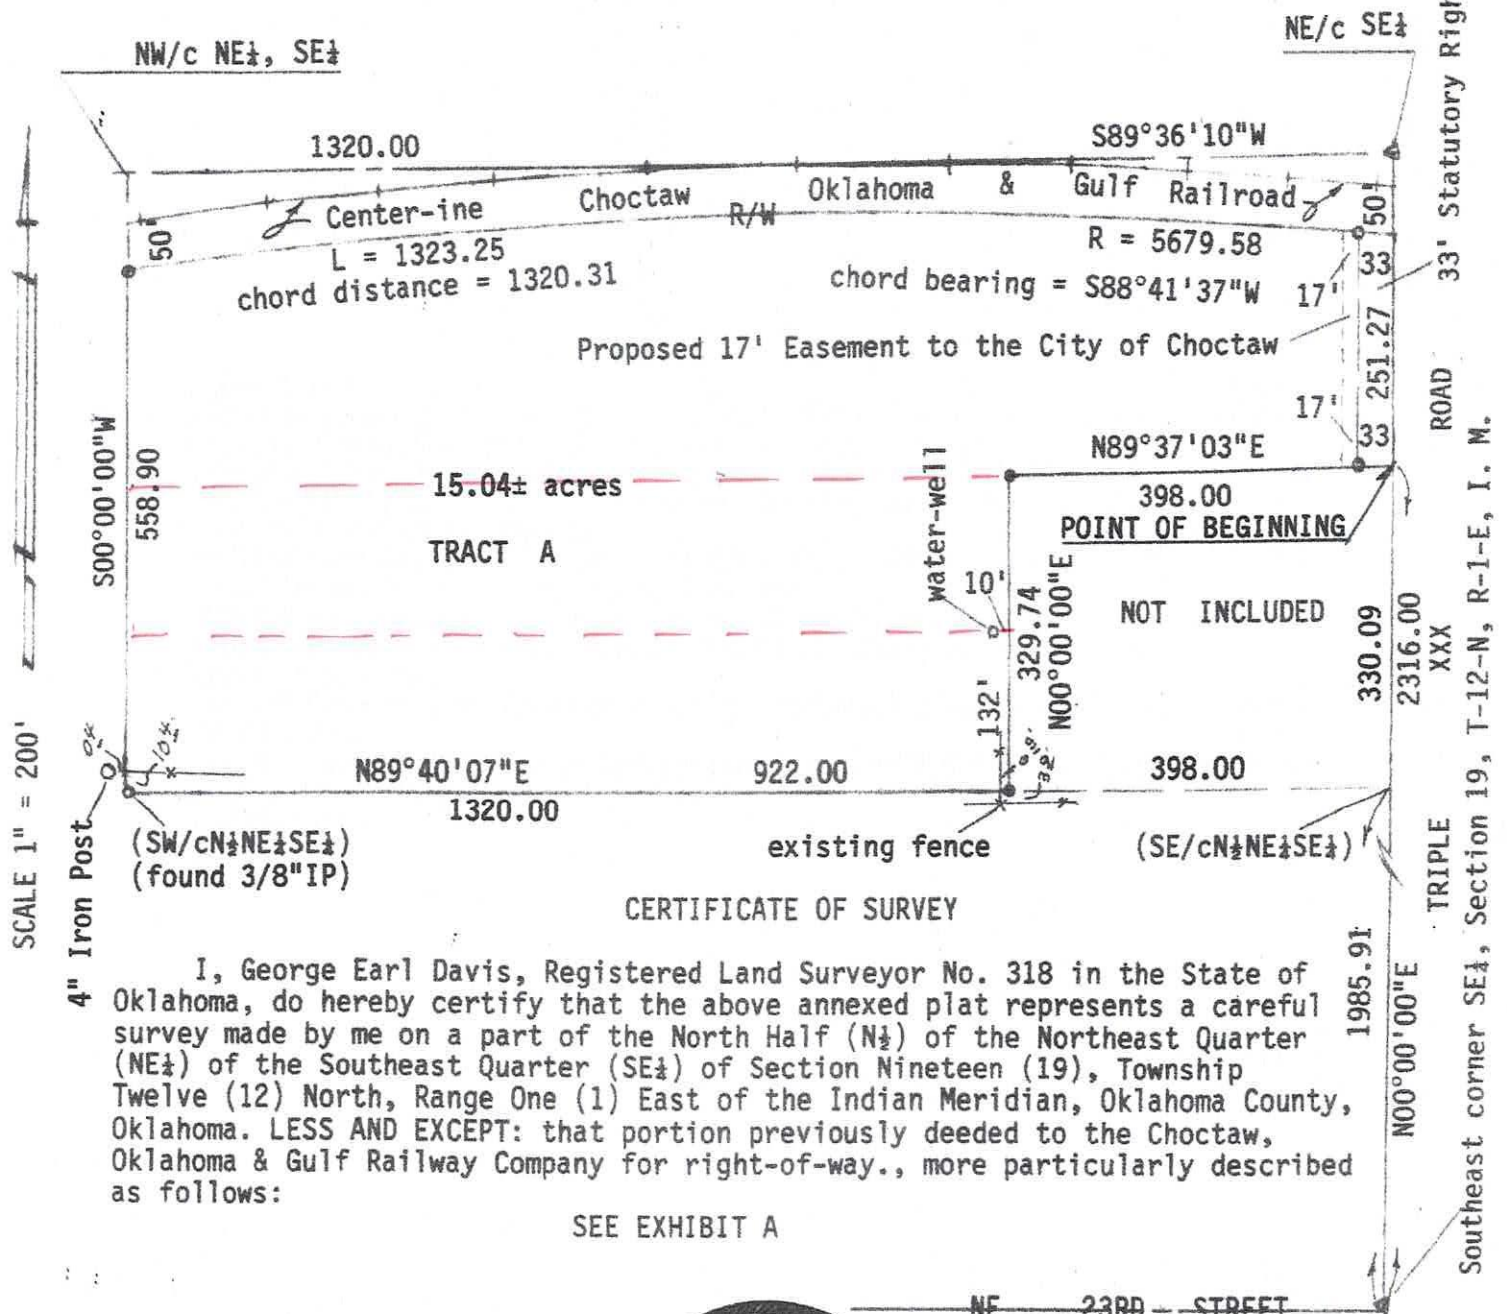 NW/c NE¼, SE¼
NE/c SE¼
1320.00
S89°36'10"W
Center-ine
Choctaw
R/W
Oklahoma
&
Gulf
Railroad
50'
50'
L = 1323.25
chord distance = 1320.31
R = 5679.58
chord bearing = S88°41'37"W
33
17'
33' Statutory Righ
Proposed 17' Easement to the City of Choctaw
251.27
17'
33
ROAD
S00°00'00"W
558.90
15.04± acres
TRACT A
water-well
10'
N89°37'03"E
398.00
POINT OF BEGINNING
NOT INCLUDED
329.74
N00°00'00"E
132'
330.09
2316.00
XXX
SCALE 1" = 200'
4" Iron Post
N89°40'07"E
922.00
1320.00
398.00
(SW/cN½NE¼SE¼)
(found 3/8"IP)
existing fence
(SE/cN½NE¼SE¼)
TRIPLE
1985.91
N00°00'00"E
Southeast corner SE¼, Section 19, T-12-N, R-1-E, I. M.
CERTIFICATE OF SURVEY
I, George Earl Davis, Registered Land Surveyor No. 318 in the State of
Oklahoma, do hereby certify that the above annexed plat represents a careful
survey made by me on a part of the North Half (N½) of the Northeast Quarter
(NE¼) of the Southeast Quarter (SE¼) of Section Nineteen (19), Township
Twelve (12) North, Range One (1) East of the Indian Meridian, Oklahoma County,
Oklahoma. LESS AND EXCEPT: that portion previously deeded to the Choctaw,
Oklahoma & Gulf Railway Company for right-of-way., more particularly described
as follows:
SEE EXHIBIT A
NE 23RD STREET